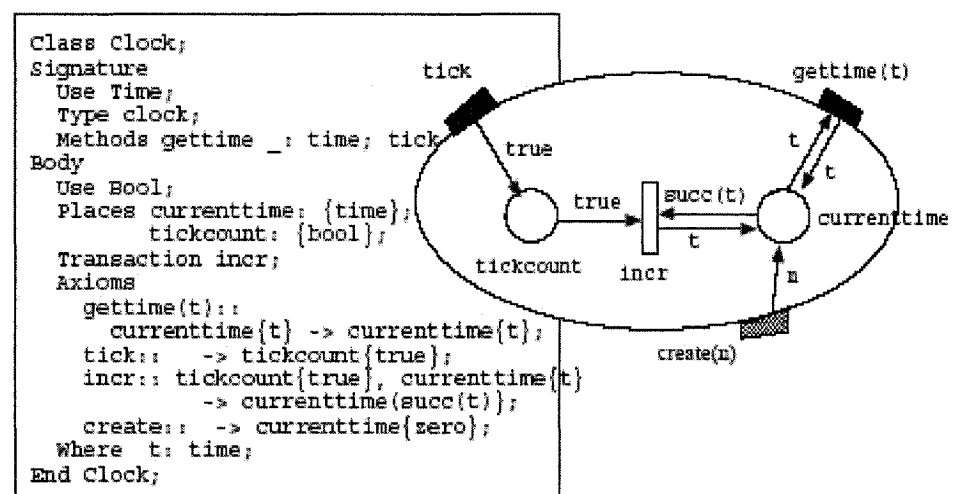 Class Clock;
Signature
Use Time;
Type clock;
Methods gettime _: time; tick
Body
Use Bool;
Places currenttime: {time};
tickcount: {bool};
Transaction incr;
Axioms
gettime(t)::
currenttime{t} -> currenttime{t};
tick:: -> tickcount{true};
incr:: tickcount{true}, currenttime{t}
-> currenttime(succ(t)};
create:: -> currenttime{zero};
Where t: time;
End Clock;
tick
gettime(t)
true
t
t
true
succ(t)
t
currenttime
tickcount
incr
n
create(n)